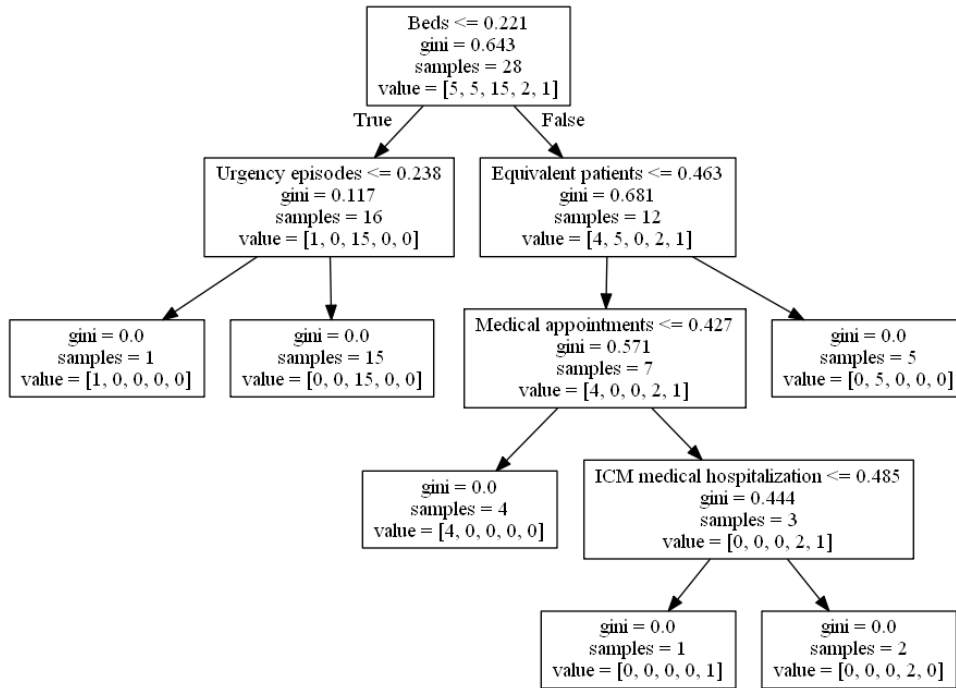 Beds <= 0.221
gini = 0.643
samples = 28
value = [5, 5, 15, 2, 1]
True
False
Urgency episodes <= 0.238
gini = 0.117
samples = 16
value = [1, 0, 15, 0, 0]
Equivalent patients <= 0.463
gini = 0.681
samples = 12
value = [4, 5, 0, 2, 1]
gini = 0.0
samples = 1
value = [1, 0, 0, 0, 0]
gini = 0.0
samples = 15
value = [0, 0, 15, 0, 0]
Medical appointments <= 0.427
gini = 0.571
samples = 7
value = [4, 0, 0, 2, 1]
gini = 0.0
samples = 5
value = [0, 5, 0, 0, 0]
gini = 0.0
samples = 4
value = [4, 0, 0, 0, 0]
ICM medical hospitalization <= 0.485
gini = 0.444
samples = 3
value = [0, 0, 0, 2, 1]
gini = 0.0
samples = 1
value = [0, 0, 0, 0, 1]
gini = 0.0
samples = 2
value = [0, 0, 0, 2, 0]